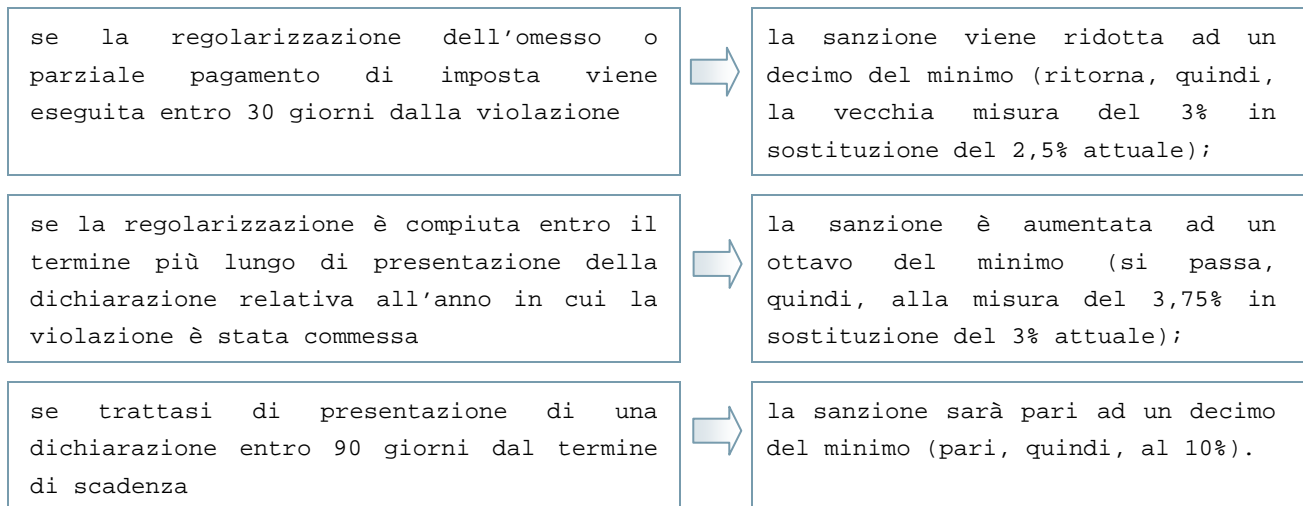 se la regolarizzazione dell'omesso o
parziale pagamento di imposta viene
eseguita entro 30 giorni dalla violazione
la sanzione viene ridotta ad un
decimo del minimo (ritorna, quindi,
la vecchia misura del 3% in
sostituzione del 2,5% attuale);
se la regolarizzazione è compiuta entro il
termine più lungo di presentazione della
dichiarazione relativa all'anno in cui la
violazione è stata commessa
la sanzione è aumentata ad un
ottavo del minimo (si passa,
quindi, alla misura del 3,75% in
sostituzione del 3% attuale);
se trattasi di presentazione di una
dichiarazione entro 90 giorni dal termine
di scadenza
la sanzione sarà pari ad un decimo
del minimo (pari, quindi, al 10%).